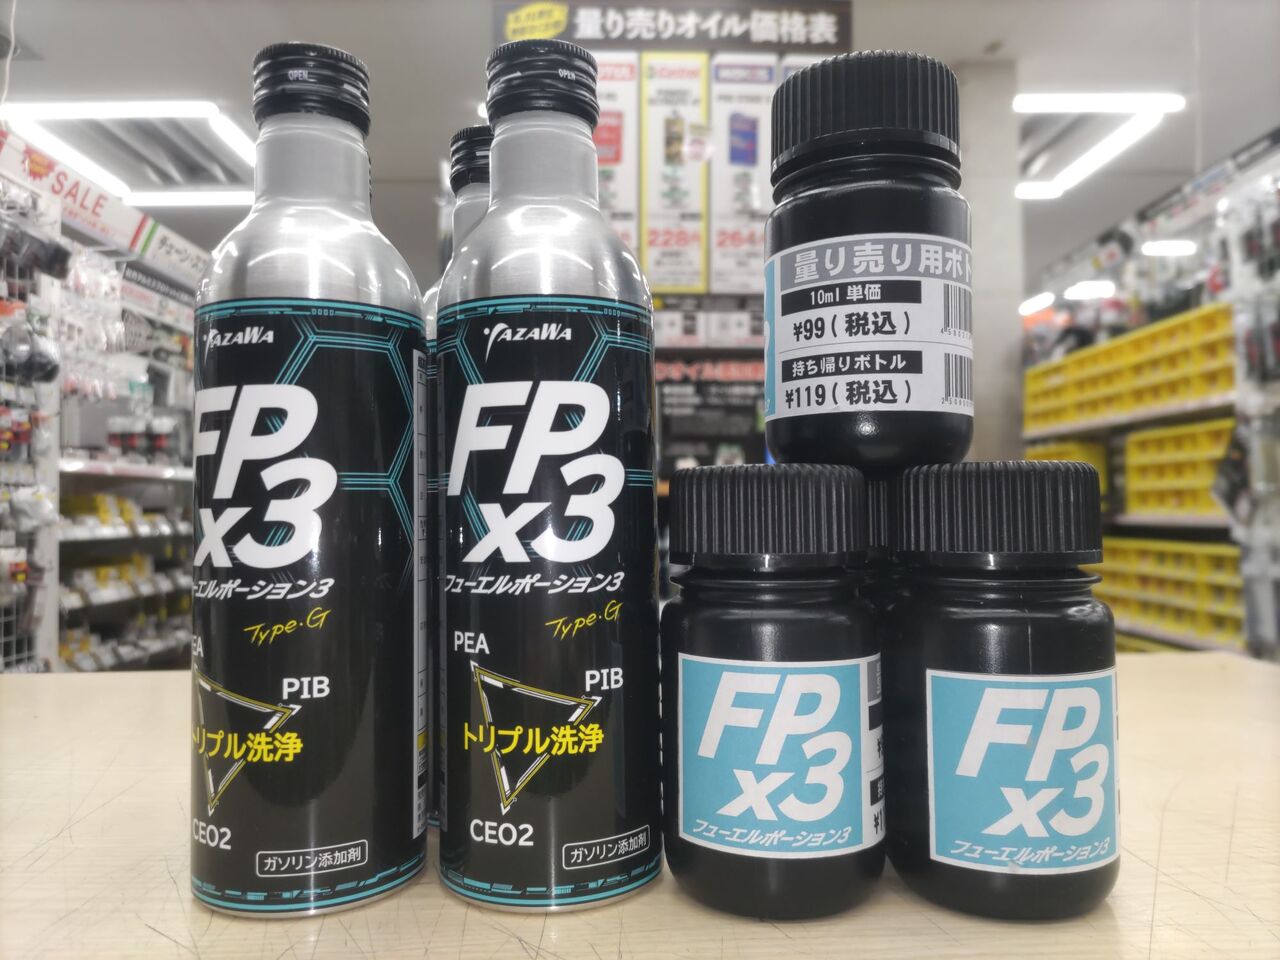 量り売りオイル価格表
SALE
228
264
OPEN
YAZAWA
FP
x3
ーエルポーション3
Type・G
PEA
PIB
トリプル洗浄
CEO2
ガソリン添加剤
OPEN
YAZAWA
FP
x3
フューエルポーション3
Type・G
PEA
PIB
トリプル洗浄
CEO2
ガソリン添加剤
量り売り用ボト
10ml 単価
¥99(税込)
持ち帰りボトル
¥119(税込)
FP
x3
フューエルポーション3
FP
x3
フューエルポーション3